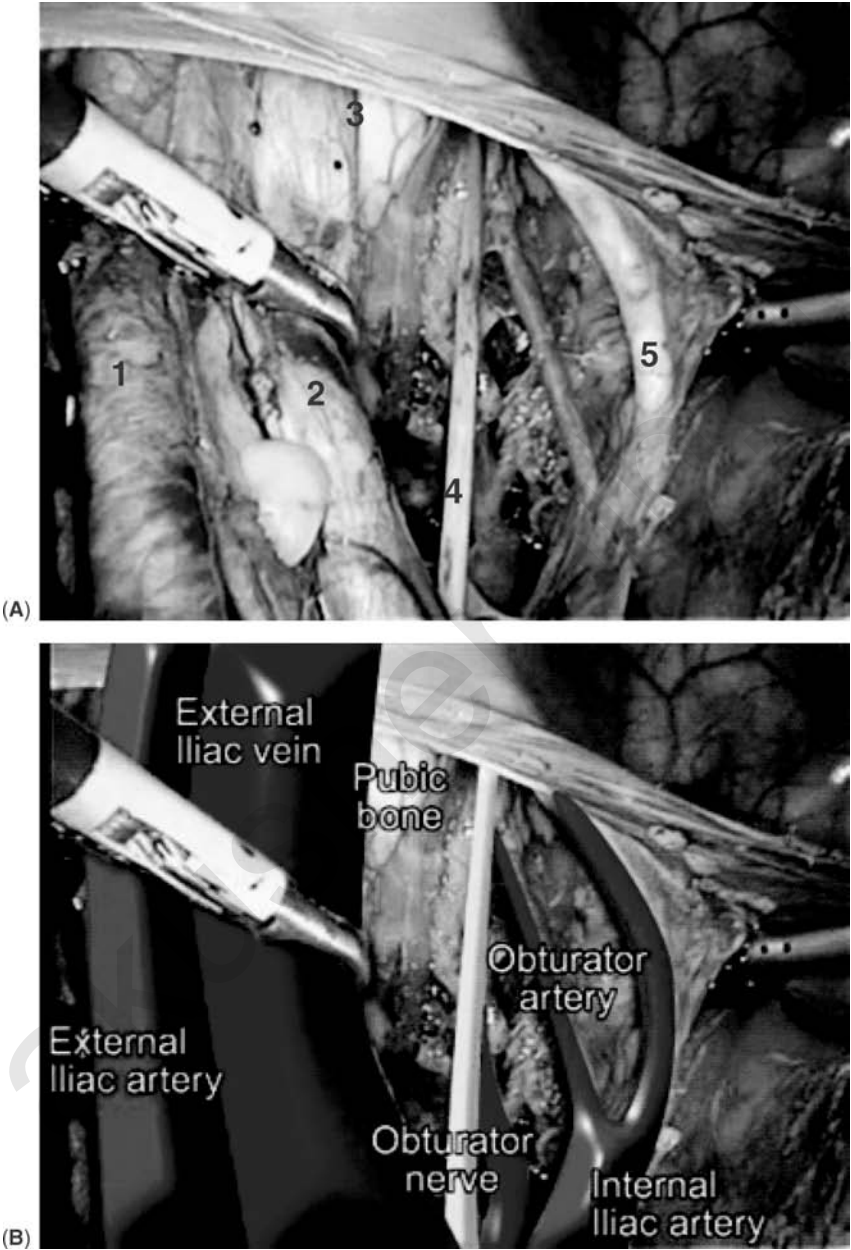 3
1
2
5
4
(A)
External
Iliac vein
Pubic
bone
Obturator
artery
External
Iliac artery
Obturator
nerve
Internal
Iliac artery
(B)